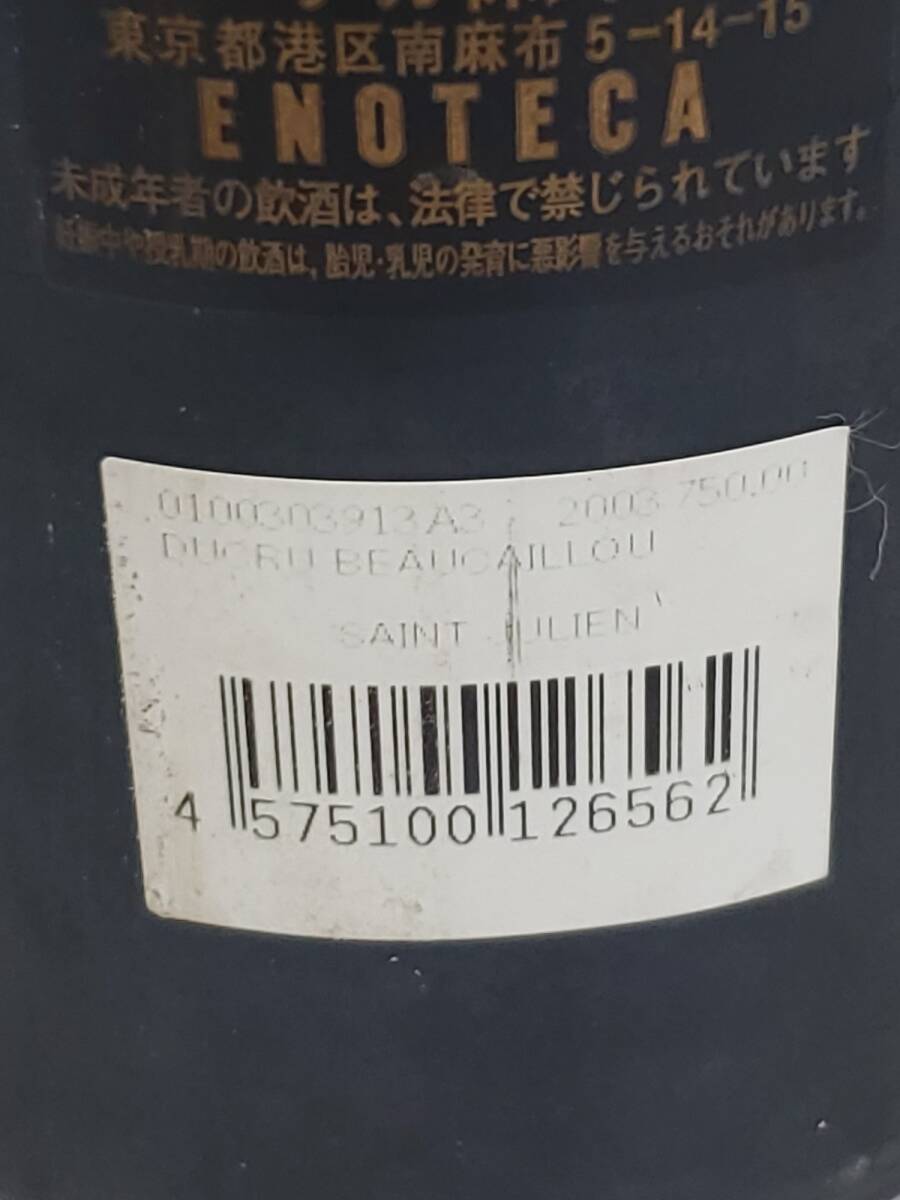 東京都港区南麻布5-14-15
ENOTECA
未成年者の飲酒は、法律で禁じられています
妊娠中や授乳期の飲酒は、胎児・乳児の発育に悪影響を与えるおそれがあります。
0100303913A3 2003 750.00
DUCRU BEAUCAILLOU
SAINT JULIEN
4 575100 126562